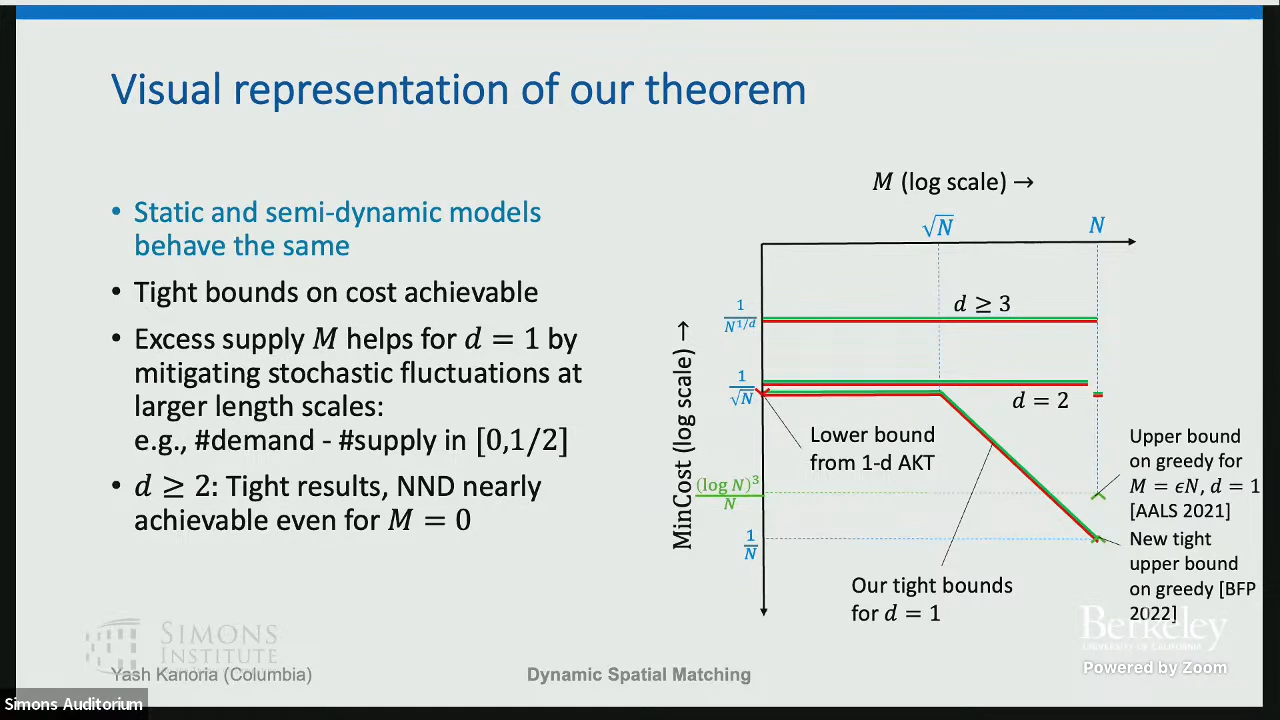 Visual representation of our theorem
• Static and semi-dynamic models
behave the same
• Tight bounds on cost achievable
• Excess supply M helps for d = 1 by
mitigating stochastic fluctuations at
larger length scales:
e.g., #demand - #supply in [0,1/2]
• d ≥ 2: Tight results, NND nearly
achievable even for M = 0
M (log scale) →
√N
N
MinCost (log scale) →
1/N^{1/d}
1/√N
(log N)^3/N
1/N
d ≥ 3
d = 2
Lower bound
from 1-d AKT
Our tight bounds
for d = 1
Upper bound
on greedy for
M = ϵN, d = 1
[AALS 2021]
New tight
upper bound
on greedy [BFP
2022]
SIMONS
INSTITUTE
Berkeley
UNIVERSITY OF CALIFORNIA
Powered by Zoom
Yash Kanoria (Columbia)
Dynamic Spatial Matching
Simons Auditorium